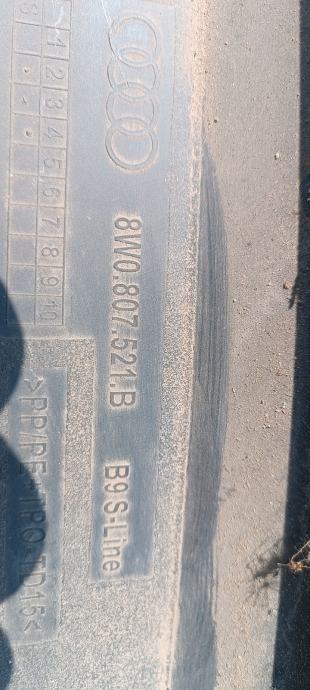 8W0.807.521.B B9 S-Line
1 2 3 4 5 6 7 8 9 10
S
>PP/PE+TPO-TD15<